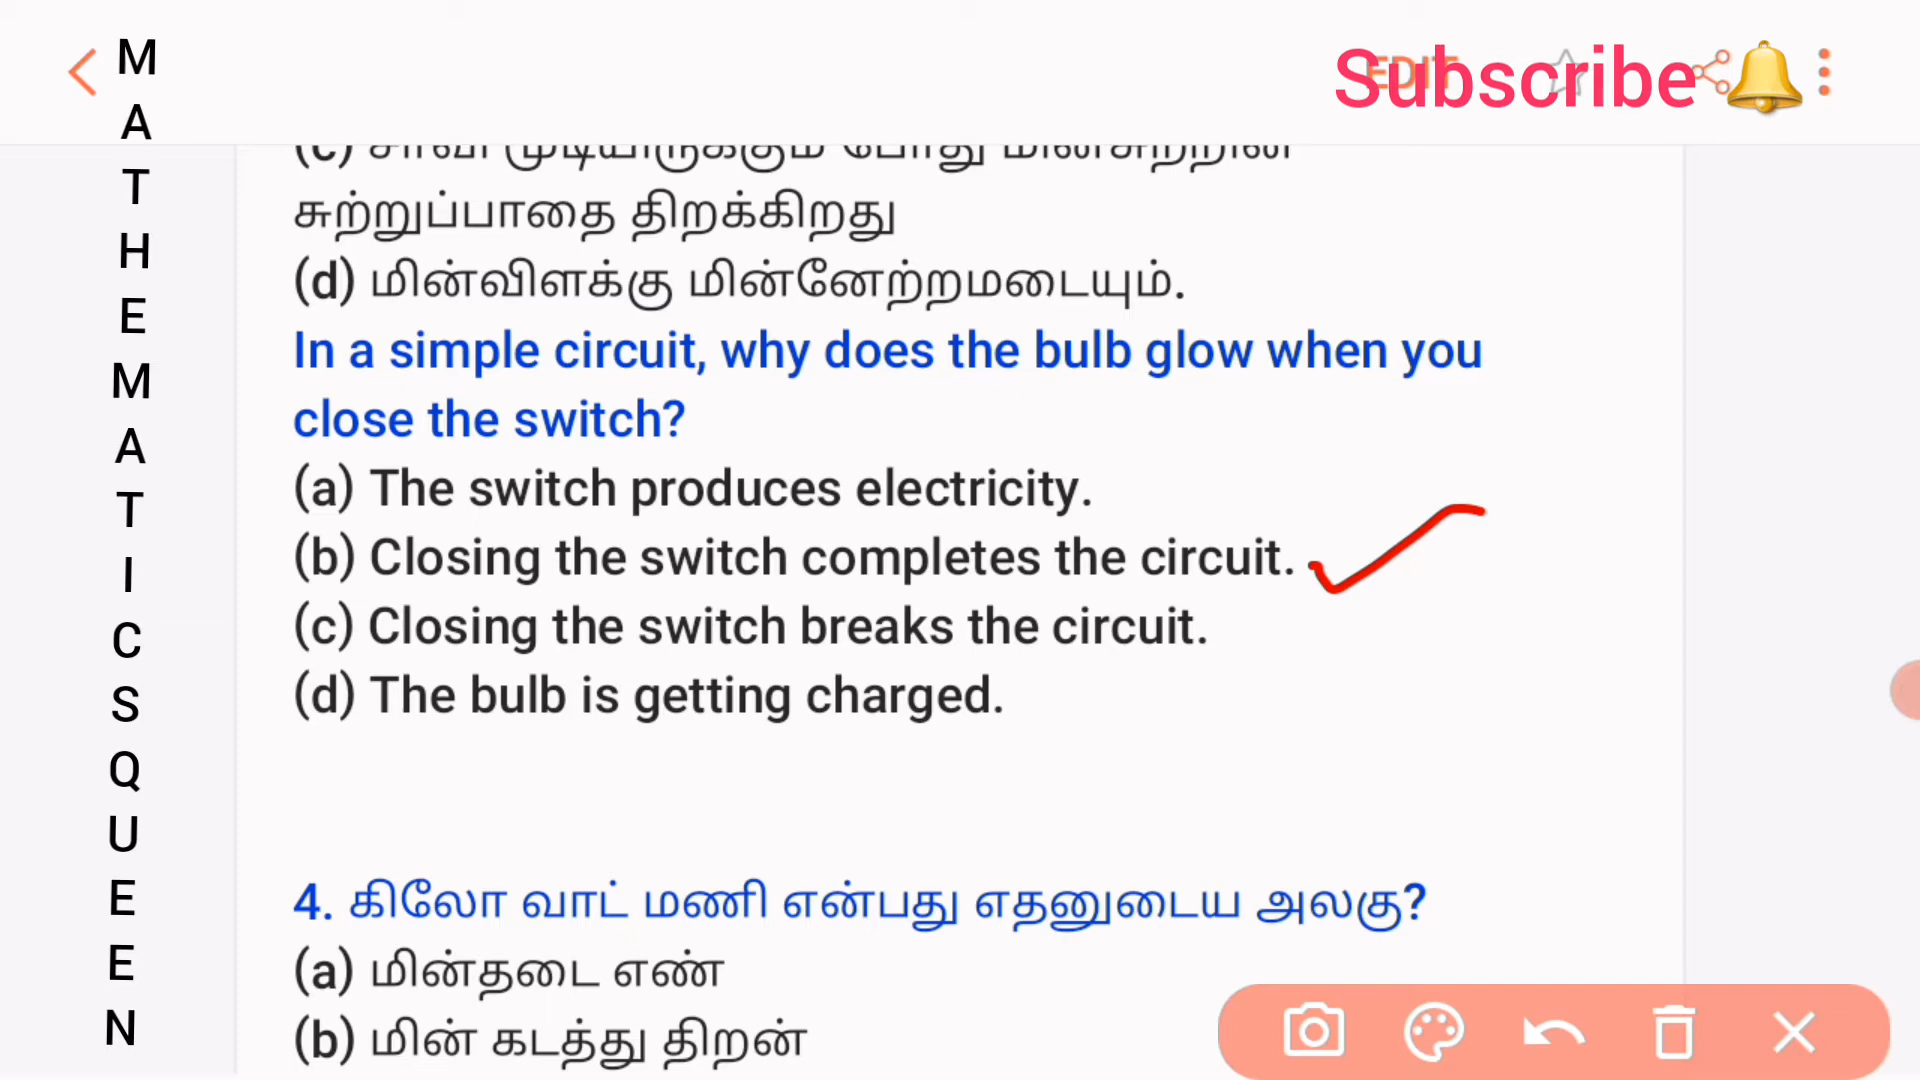 MATHEMATICS QUEEN
EDIT
Subscribe🔔
(c) சாவி முடியிருக்கும் போது மின்சுற்றின்
சுற்றுப்பாதை திறக்கிறது
(d) மின்விளக்கு மின்னேற்றமடையும்.
In a simple circuit, why does the bulb glow when you
close the switch?
(a) The switch produces electricity.
(b) Closing the switch completes the circuit.
(c) Closing the switch breaks the circuit.
(d) The bulb is getting charged.
4. கிலோ வாட் மணி என்பது எதனுடைய அலகு?
(a) மின்தடை எண்
(b) மின் கடத்து திறன்